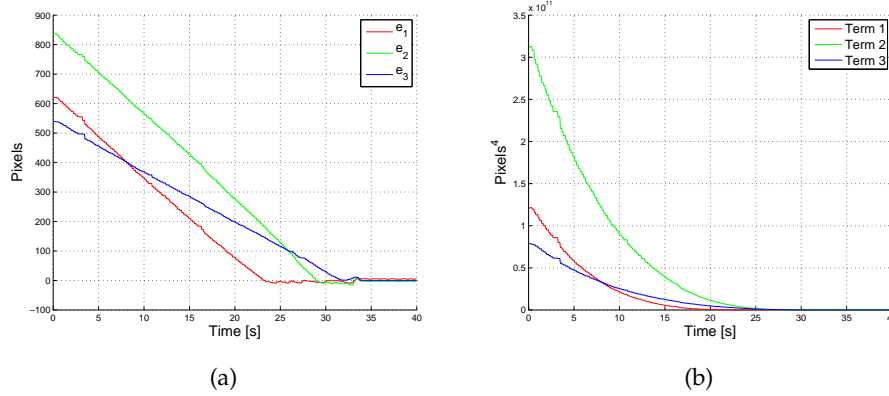 900
800
700
600
500
400
300
200
100
0
−100
0 5 10 15 20 25 30 35 40
Pixels
Time [s]
e1
e2
e3
(a)
x 10^11
3.5
3
2.5
2
1.5
1
0.5
0
0 5 10 15 20 25 30 35 40
Pixels^4
Time [s]
Term 1
Term 2
Term 3
(b)